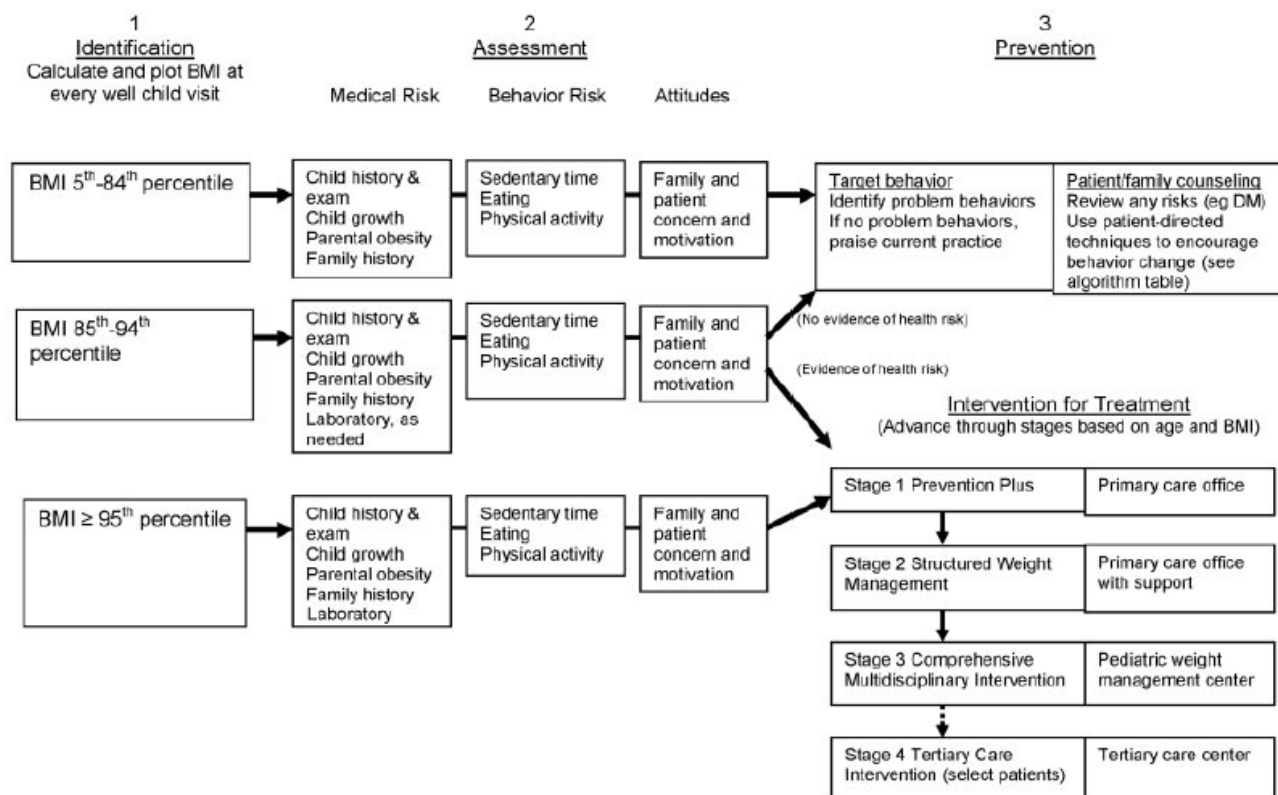 1
Identification
Calculate and plot BMI at
every well child visit
2
Assessment
Medical Risk
Behavior Risk
Attitudes
3
Prevention
BMI 5th-84th percentile
Child history &
exam
Child growth
Parental obesity
Family history
Sedentary time
Eating
Physical activity
Family and
patient
concern and
motivation
Target behavior
Identify problem behaviors
If no problem behaviors,
praise current practice
Patient/family counseling
Review any risks (eg DM)
Use patient-directed
techniques to encourage
behavior change (see
algorithm table)
BMI 85th-94th
percentile
Child history &
exam
Child growth
Parental obesity
Family history
Laboratory, as
needed
Sedentary time
Eating
Physical activity
Family and
patient
concern and
motivation
(No evidence of health risk)
(Evidence of health risk)
Intervention for Treatment
(Advance through stages based on age and BMI)
BMI ≥ 95th percentile
Child history &
exam
Child growth
Parental obesity
Family history
Laboratory
Sedentary time
Eating
Physical activity
Family and
patient
concern and
motivation
Stage 1 Prevention Plus
Primary care office
Stage 2 Structured Weight
Management
Primary care office
with support
Stage 3 Comprehensive
Multidisciplinary Intervention
Pediatric weight
management center
Stage 4 Tertiary Care
Intervention (select patients)
Tertiary care center